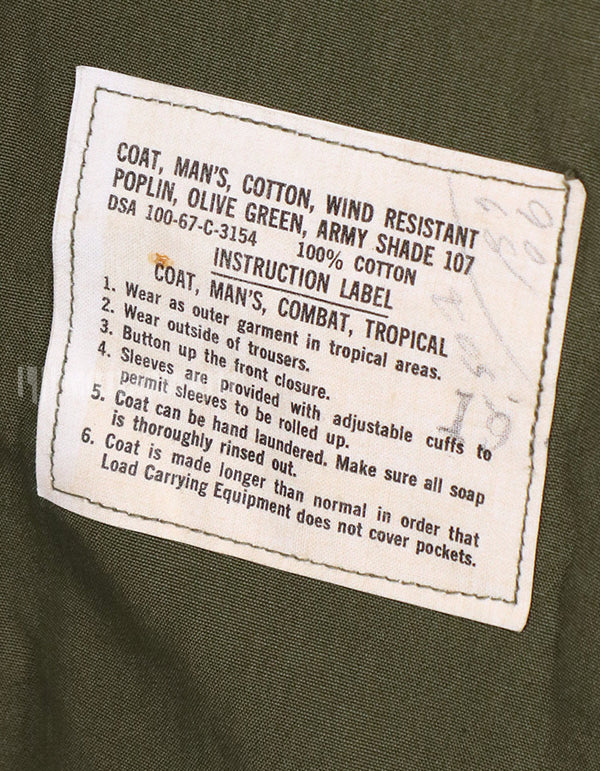 COAT, MAN'S, COTTON, WIND RESISTANT
POPLIN, OLIVE GREEN, ARMY SHADE 107
DSA 100-67-C-3154 100% COTTON
INSTRUCTION LABEL
COAT, MAN'S, COMBAT, TROPICAL
1. Wear as outer garment in tropical areas.
2. Wear outside of trousers.
3. Button up the front closure.
4. Sleeves are provided with adjustable cuffs to
permit sleeves to be rolled up.
5. Coat can be hand laundered. Make sure all soap
is thoroughly rinsed out.
6. Coat is made longer than normal in order that
Load Carrying Equipment does not cover pockets.